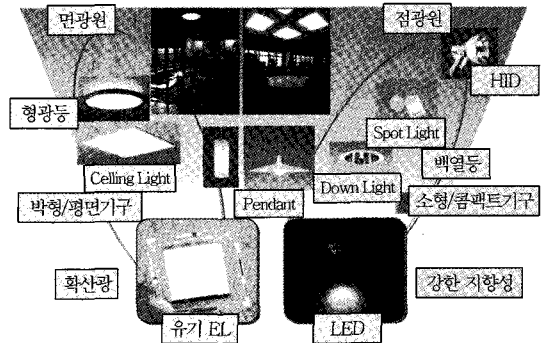 면광원
점광원
HID
형광등
Spot Light
백열등
Celling Light
Down Light
Pendant
박형/평면기구
소형/콤팩트기구
확산광
강한 지향성
유기 EL
LED